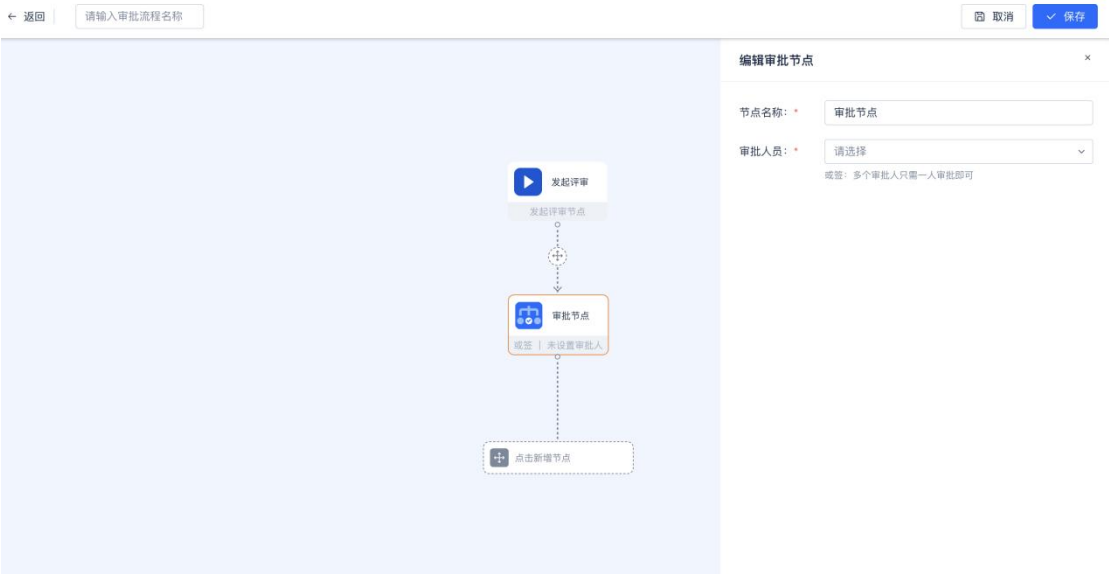 返回
请输入审批流程名称
取消
保存
编辑审批节点
节点名称：*
审批节点
审批人员：*
请选择
或签：多个审批人只需一人审批即可
发起评审
发起评审节点
审批节点
或签 | 未设置审批人
点击新增节点